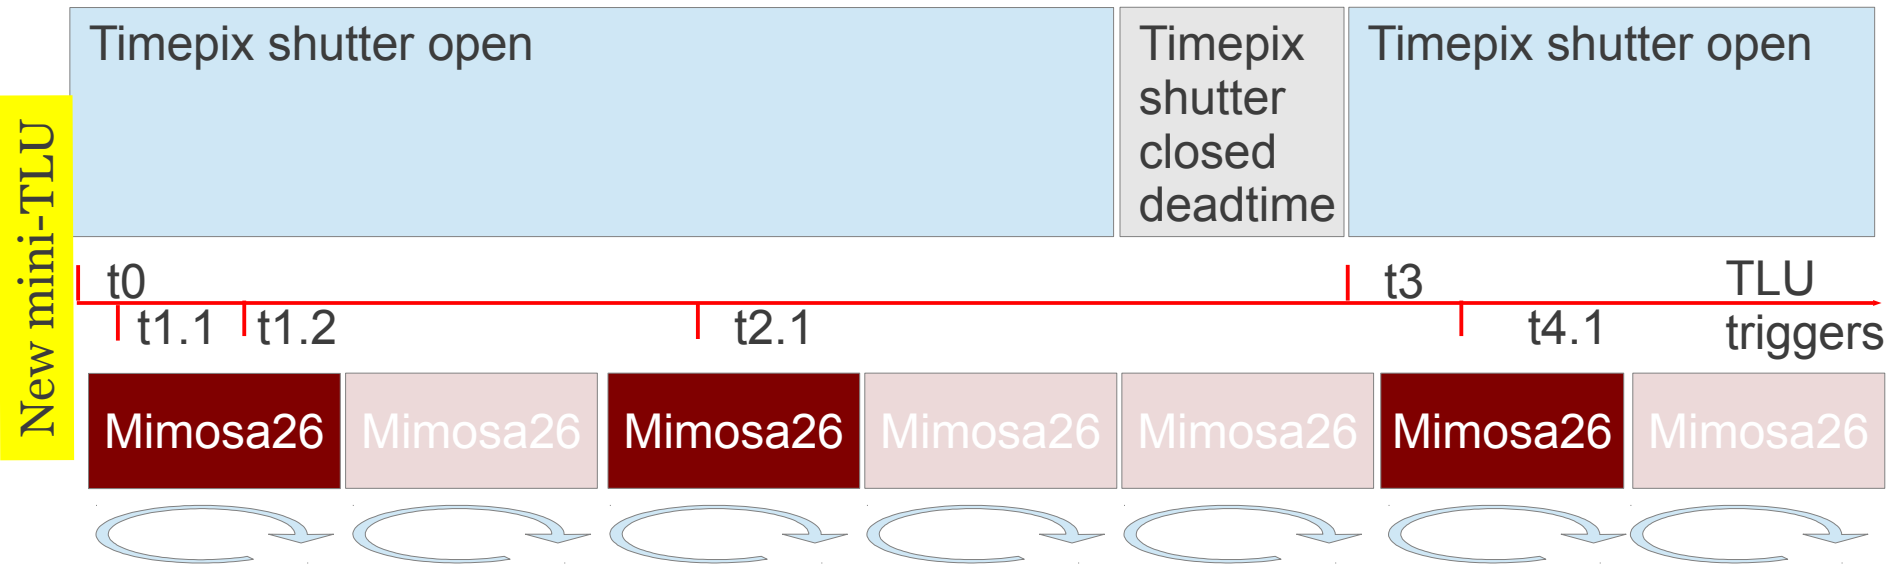 Timepix shutter open
Timepix
shutter
closed
deadtime
Timepix shutter open
New mini-TLU
t0
t3
TLU
triggers
t1.1
t1.2
t2.1
t4.1
Mimosa26
Mimosa26
Mimosa26
Mimosa26
Mimosa26
Mimosa26
Mimosa26